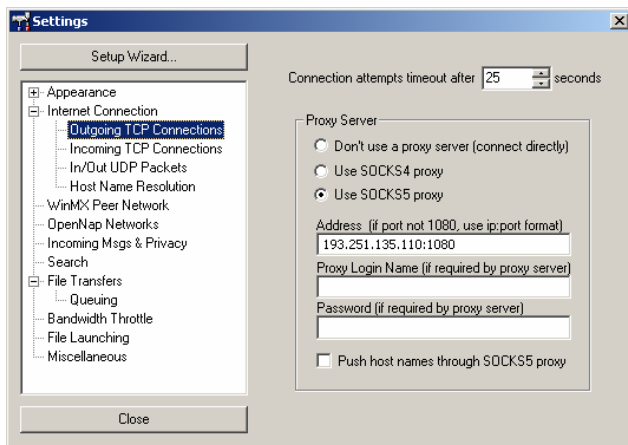 Settings
Setup Wizard...
Appearance
Internet Connection
Outgoing TCP Connections
Incoming TCP Connections
In/Out UDP Packets
Host Name Resolution
WinMX Peer Network
OpenNap Networks
Incoming Msgs & Privacy
Search
File Transfers
Queuing
Bandwidth Throttle
File Launching
Miscellaneous
Close
Connection attempts timeout after 25 seconds
Proxy Server
Don't use a proxy server (connect directly)
Use SOCKS4 proxy
Use SOCKS5 proxy
Address (if port not 1080, use ip:port format)
193.251.135.110:1080
Proxy Login Name (if required by proxy server)
Password (if required by proxy server)
Push host names through SOCKS5 proxy